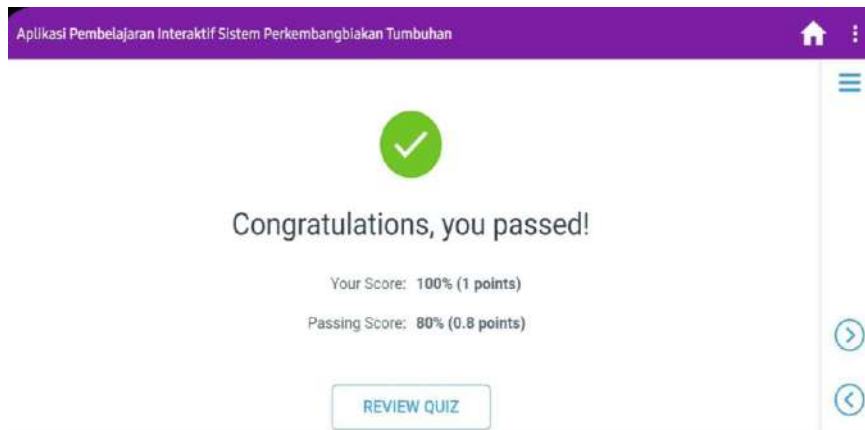 Aplikasi Pembelajaran Interaktif Sistem Perkembangbiakan Tumbuhan
Congratulations, you passed!
Your Score: 100% (1 points)
Passing Score: 80% (0.8 points)
REVIEW QUIZ